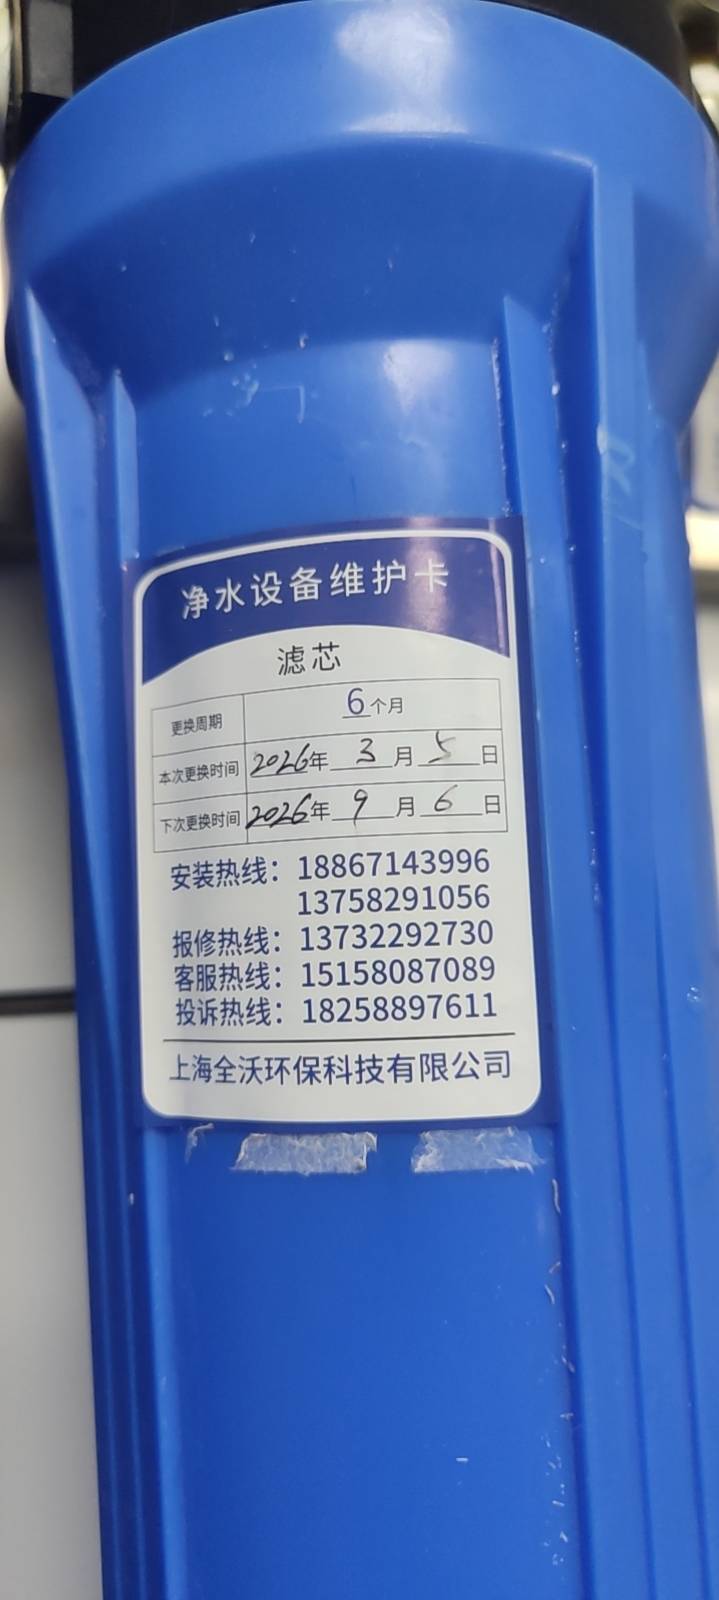 净水设备维护卡
滤芯
更换周期 6个月
本次更换时间 2026年3月5日
下次更换时间 2026年9月6日
安装热线：18867143996
13758291056
报修热线：13732292730
客服热线：15158087089
投诉热线：18258897611
上海全沃环保科技有限公司